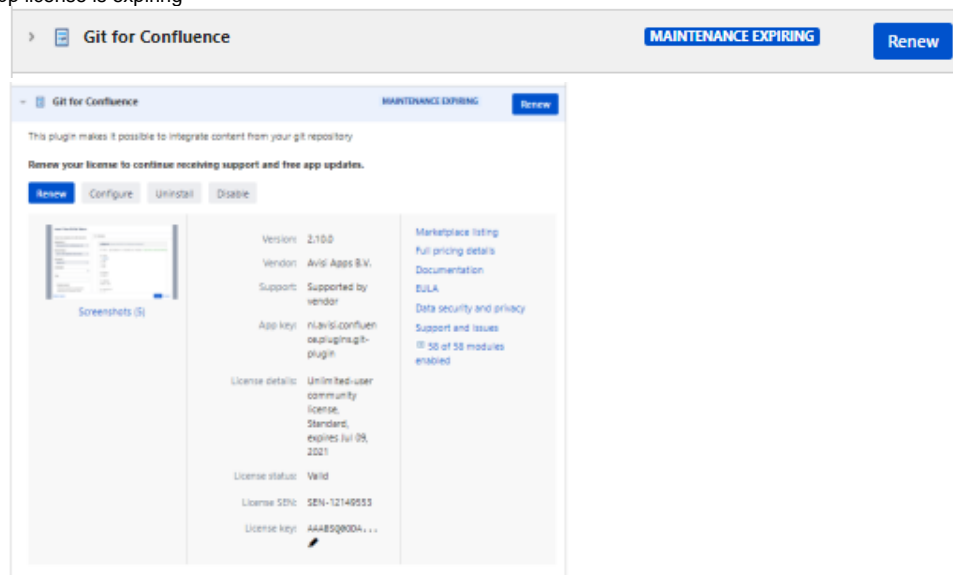 op license is expiring
Git for Confluence MAINTENANCE EXPIRING Renew
Git for Confluence MAINTENANCE EXPIRING Renew
This plugin makes it possible to integrate content from your git repository
Renew your license to continue receiving support and free app updates.
Renew Configure Uninstall Disable
Screenshots (5)
Version: 2.10.0
Vendor: Avisi Apps B.V.
Support: Supported by
vendor
App key: nl.avisi.confluen
ce.plugins.git-
plugin
License details: Unlimited-user
community
license,
Standard,
expires Jul 09,
2021
License status: Valid
License SEN: SEN-12149553
License key: AAABSQ0ODA...
Marketplace listing
Full pricing details
Documentation
EULA
Data security and privacy
Support and issues
58 of 58 modules
enabled